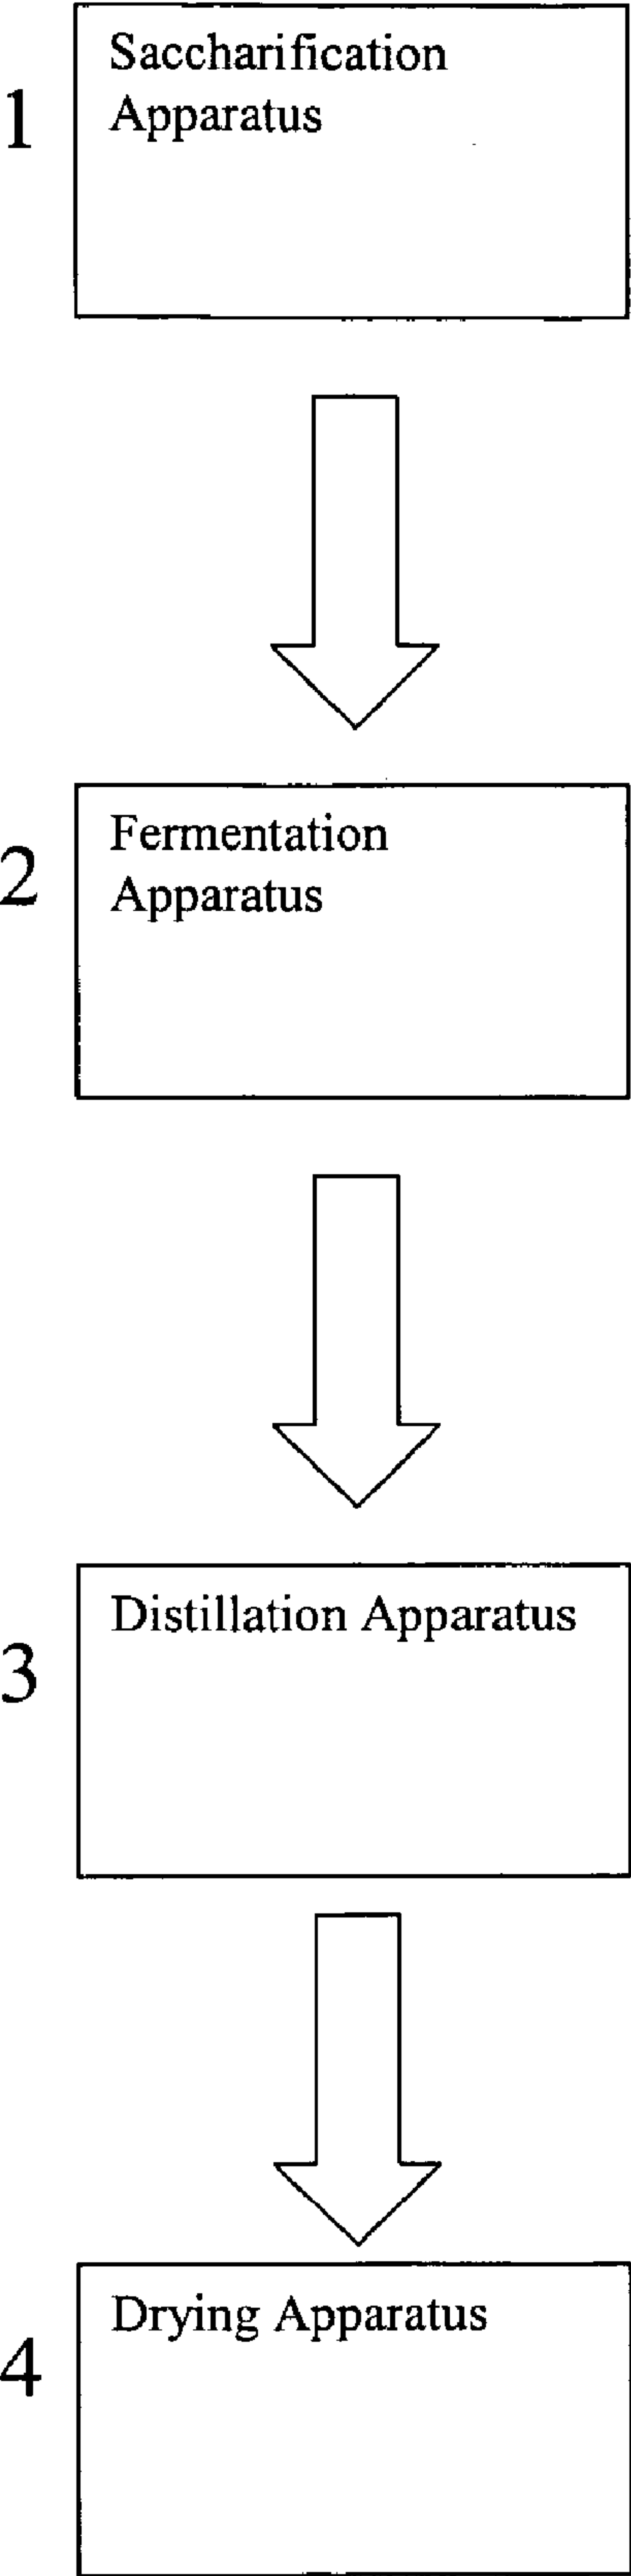 1
Saccharification
Apparatus
2
Fermentation
Apparatus
3
Distillation Apparatus
4
Drying Apparatus